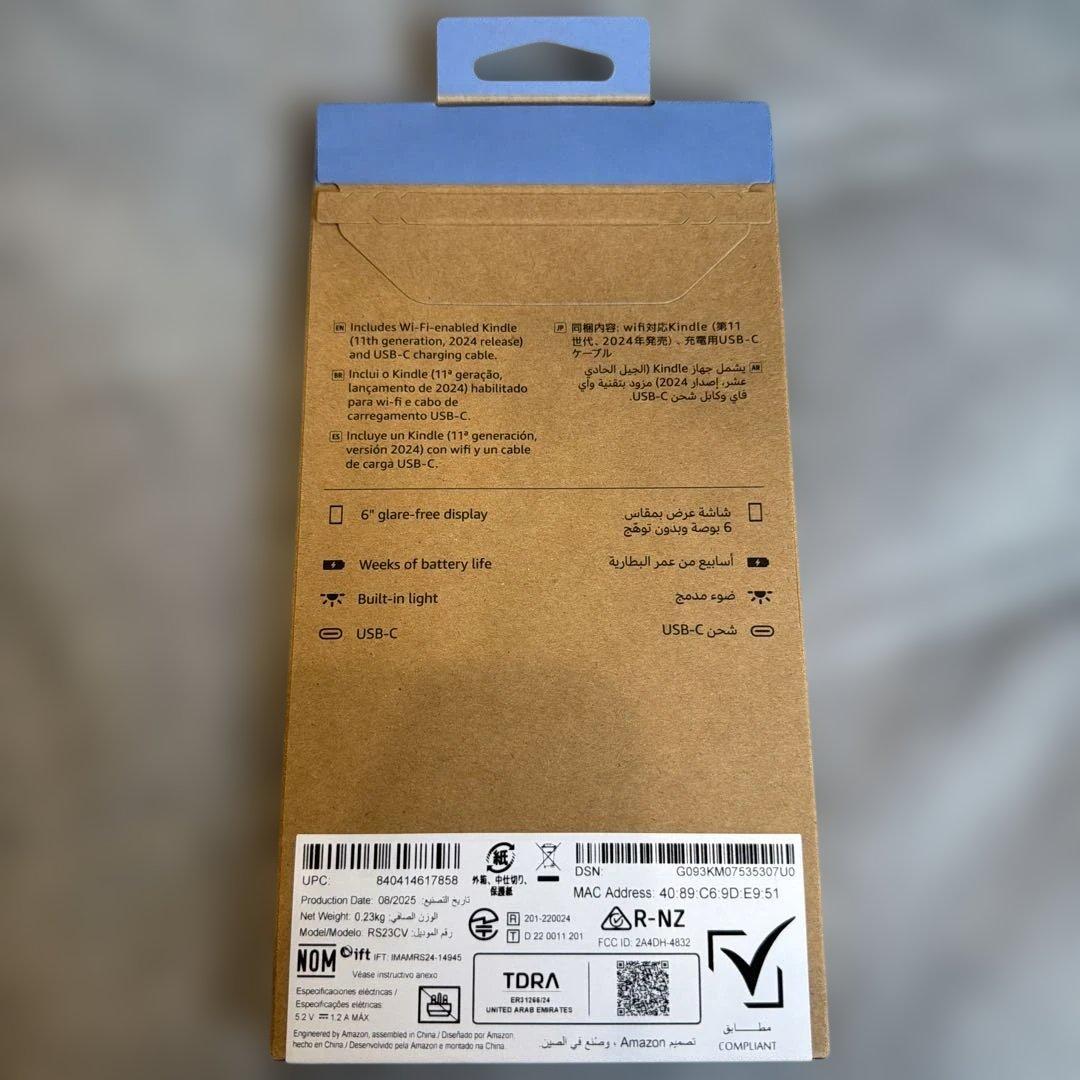 EN Includes Wi-Fi-enabled Kindle
(11th generation, 2024 release)
and USB-C charging cable.
BR Inclui o Kindle (11ª geração,
lançamento de 2024) habilitado
para wi-fi e cabo de
carregamento USB-C.
ES Incluye un Kindle (11ª generación,
versión 2024) con wifi y un cable
de carga USB-C.
JP 同梱内容: wifi対応Kindle (第11
世代、2024年発売) 、充電用USB-C
ケーブル
AR يشمل جهاز Kindle (الجيل الحادي
عشر، إصدار 2024) مزود بتقنية واي
فاي وكابل شحن USB-C.
6" glare-free display
Weeks of battery life
Built-in light
USB-C
شاشة عرض بمقاس
6 بوصة وبدون توهّج
أسابيع من عمر البطارية
ضوء مدمج
شحن USB-C
UPC: 840414617858
紙
外箱、中仕切り、
保護紙
DSN: G093KM07535307U0
MAC Address: 40:89:C6:9D:E9:51
Production Date: 08/2025 تاريخ التصنيع:
Net Weight: 0.23kg الوزن الصافي:
Model/Modelo: RS23CV رقم الموديل:
R 201-220024
T D 22 0011 201
R-NZ
FCC ID: 2A4DH-4832
NOM ift IFT: IMAMRS24-14945
Véase instructivo anexo
Especificaciones eléctricas /
Especificações elétricas
5.2 V ⎓ 1.2 A MÁX
TDRA
ER31266/24
UNITED ARAB EMIRATES
مطابق
COMPLIANT
Engineered by Amazon, assembled in China / Diseñado por Amazon,
hecho en China / Desenvolvido pela Amazon e montado na China.
تصميم Amazon ، وصُنع في الصين.